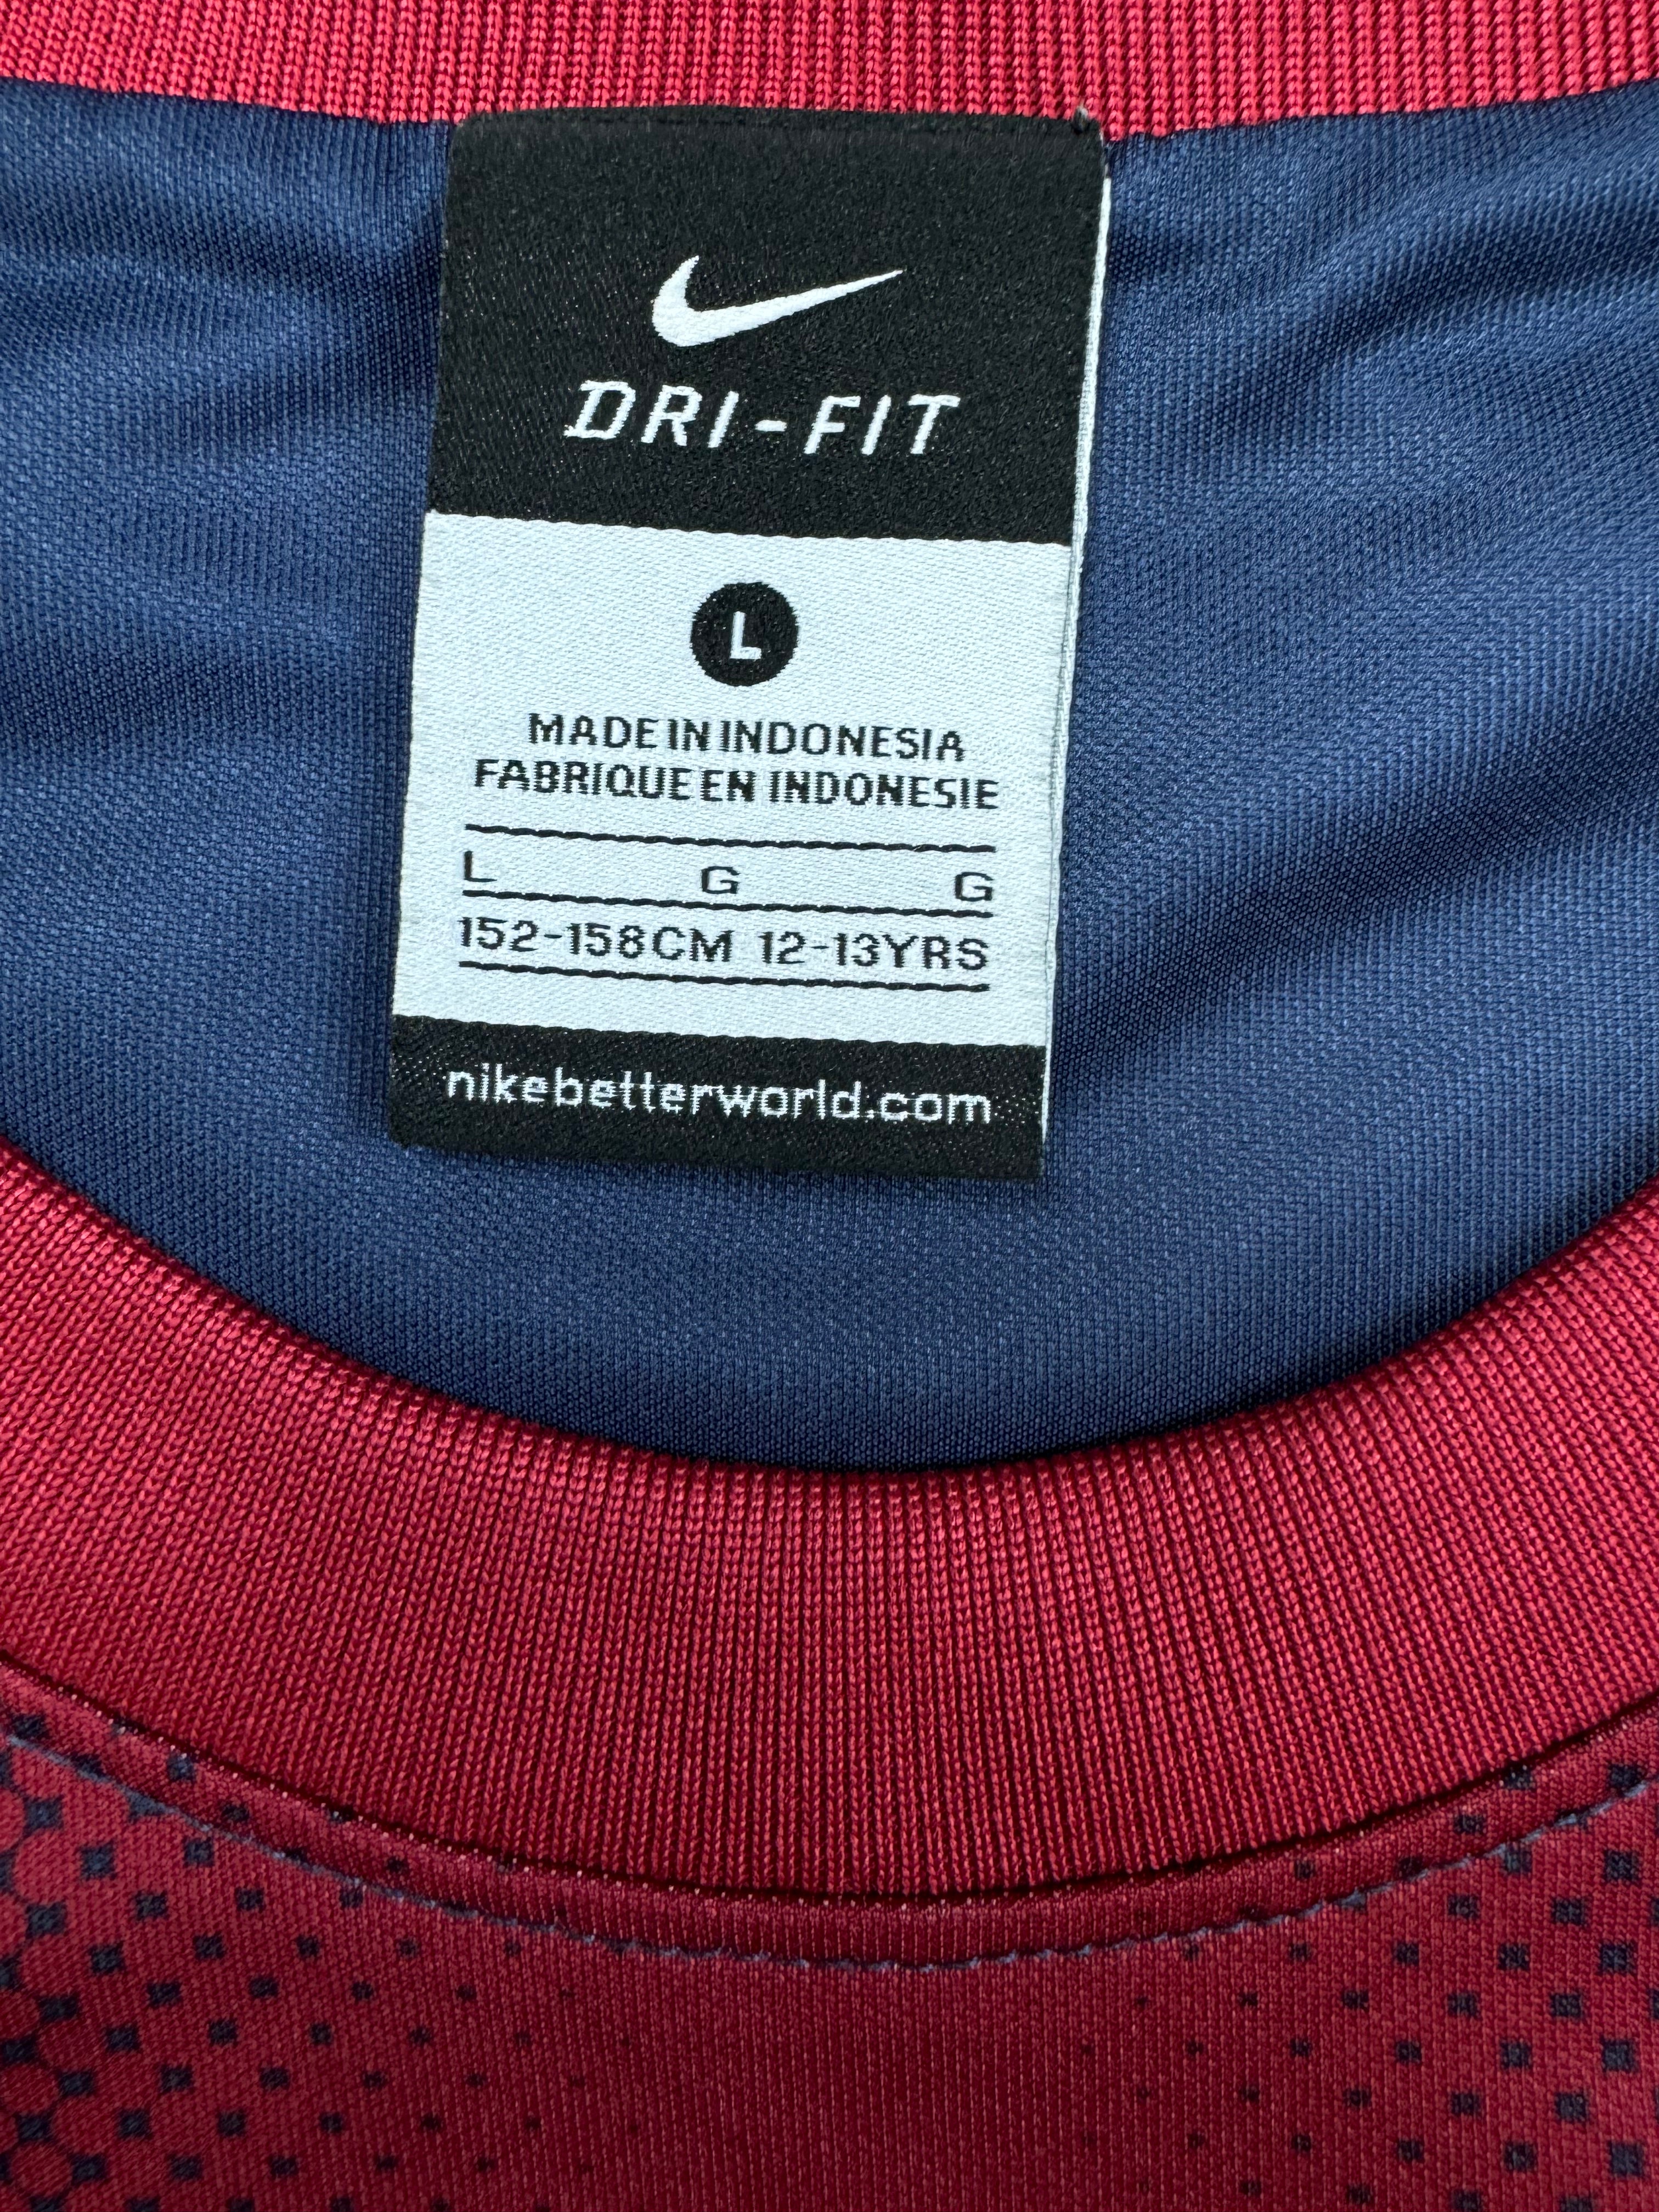 DRI-FIT
L
MADE IN INDONESIA
FABRIQUE EN INDONESIE
L G G
152-158CM 12-13YRS
nikebetterworld.com